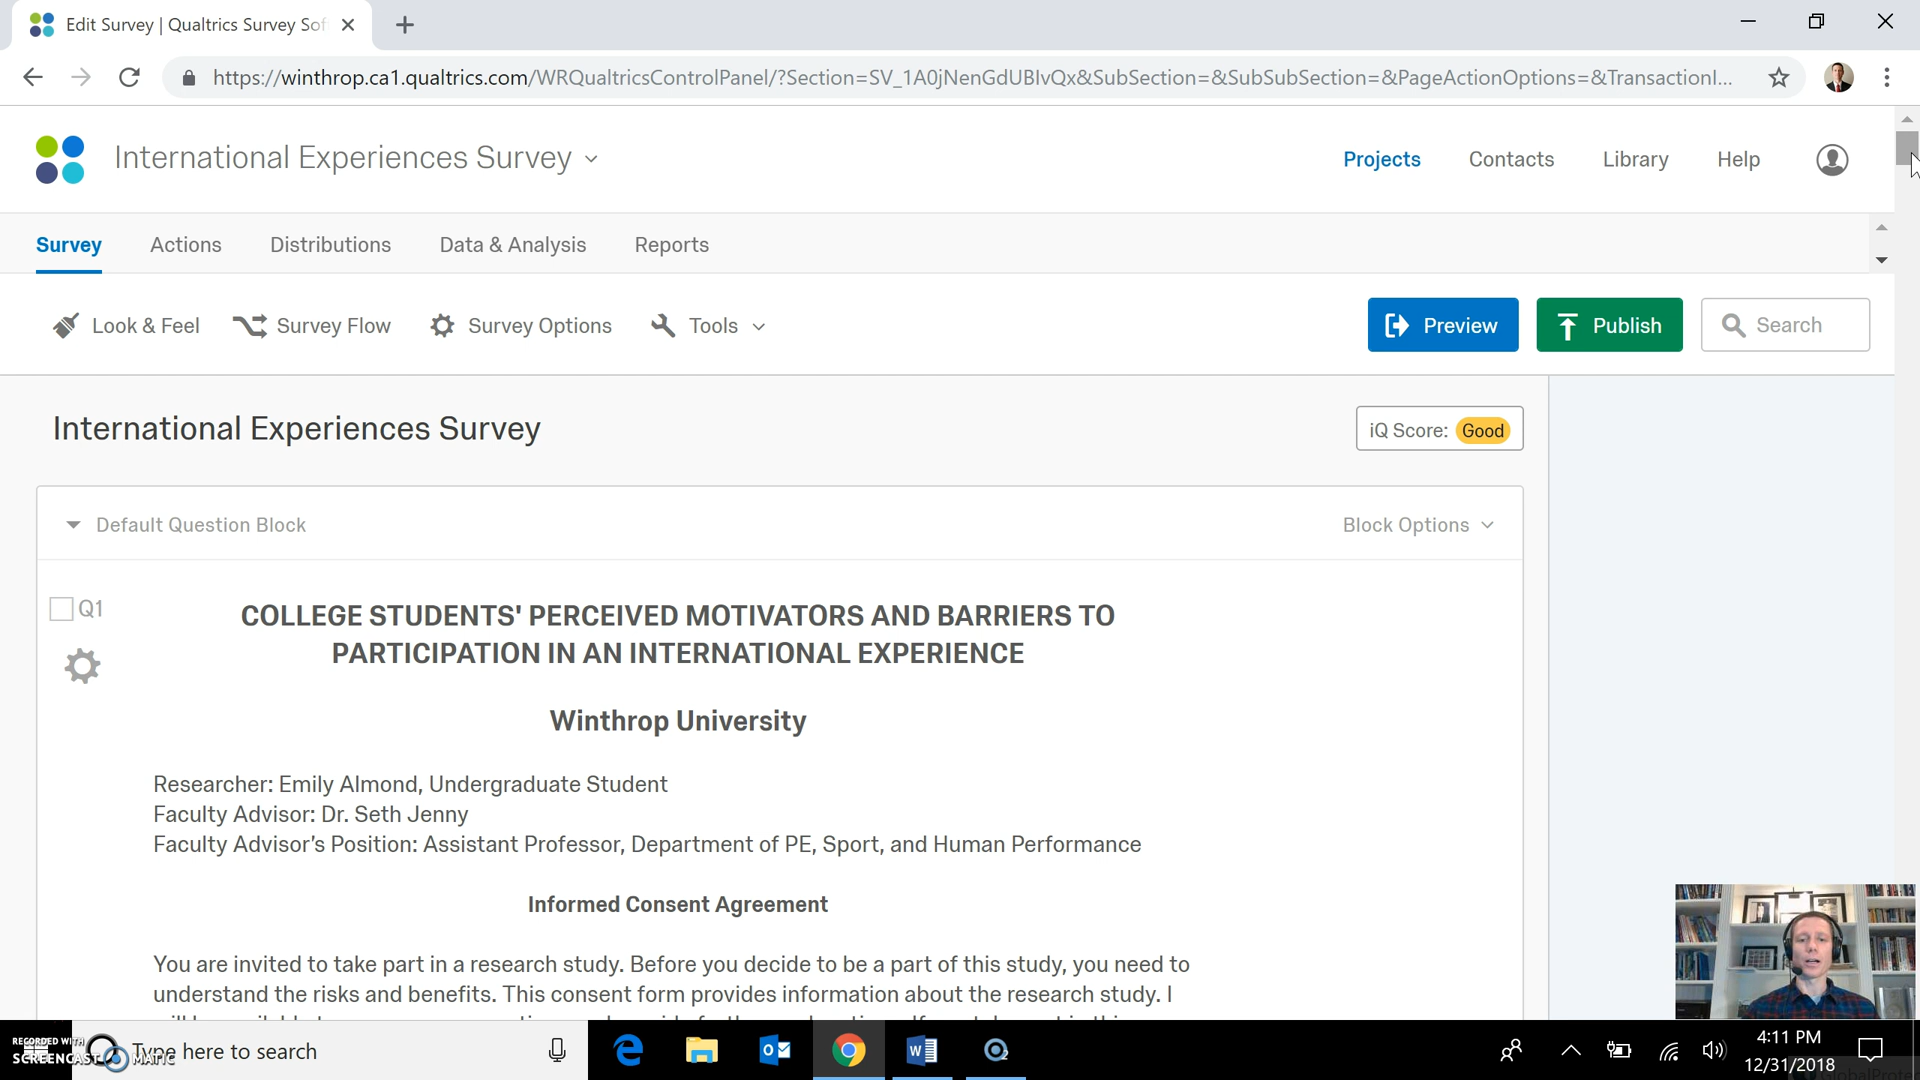 Edit Survey | Qualtrics Survey Sof
https://winthrop.ca1.qualtrics.com/WRQualtricsControlPanel/?Section=SV_1A0jNenGdUBIvQx&SubSection=&SubSubSection=&PageActionOptions=&TransactionI...
International Experiences Survey
Projects Contacts Library Help
Survey Actions Distributions Data & Analysis Reports
Look & Feel Survey Flow Survey Options Tools Preview Publish Search
International Experiences Survey
iQ Score: Good
Default Question Block Block Options
Q1
COLLEGE STUDENTS' PERCEIVED MOTIVATORS AND BARRIERS TO
PARTICIPATION IN AN INTERNATIONAL EXPERIENCE
Winthrop University
Researcher: Emily Almond, Undergraduate Student
Faculty Advisor: Dr. Seth Jenny
Faculty Advisor's Position: Assistant Professor, Department of PE, Sport, and Human Performance
Informed Consent Agreement
You are invited to take part in a research study. Before you decide to be a part of this study, you need to
understand the risks and benefits. This consent form provides information about the research study. I
RECORDED WITH
SCREENCAST MATIC
Type here to search
4:11 PM
12/31/2018